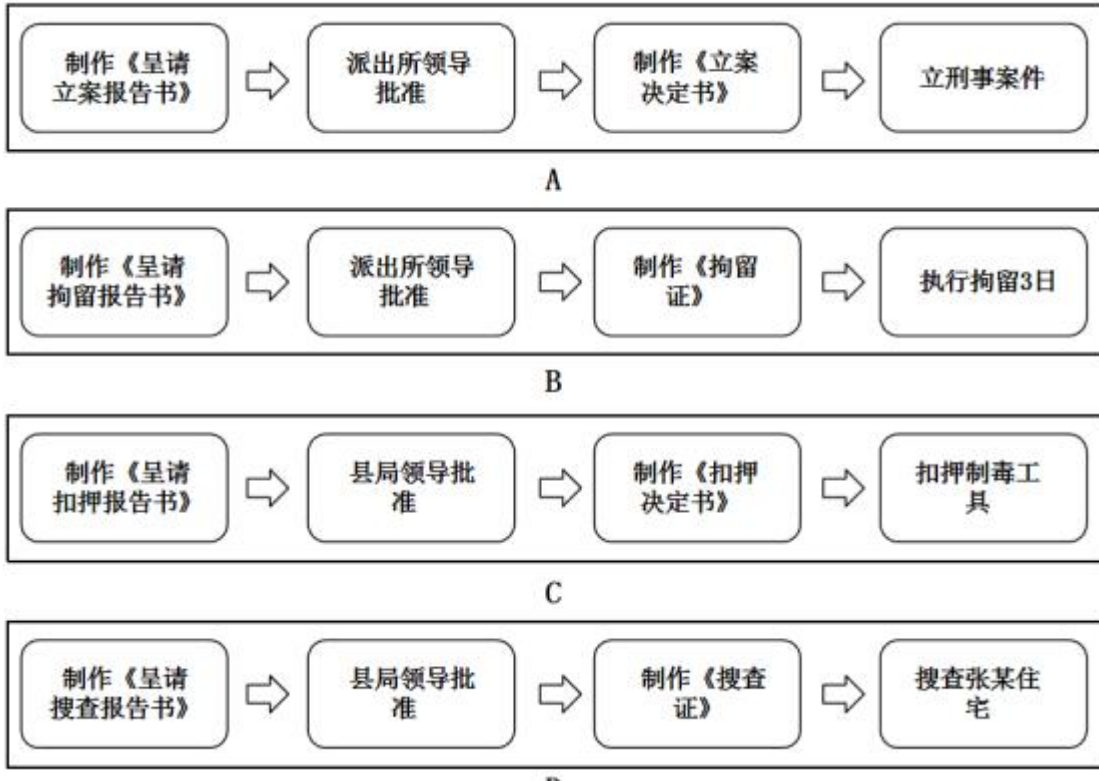 制作《呈请
立案报告书》
派出所领导
批准
制作《立案
决定书》
立刑事案件
A
制作《呈请
拘留报告书》
派出所领导
批准
制作《拘留
证》
执行拘留3日
B
制作《呈请
扣押报告书》
县局领导批
准
制作《扣押
决定书》
扣押制毒工
具
C
制作《呈请
搜查报告书》
县局领导批
准
制作《搜查
证》
搜查张某住
宅